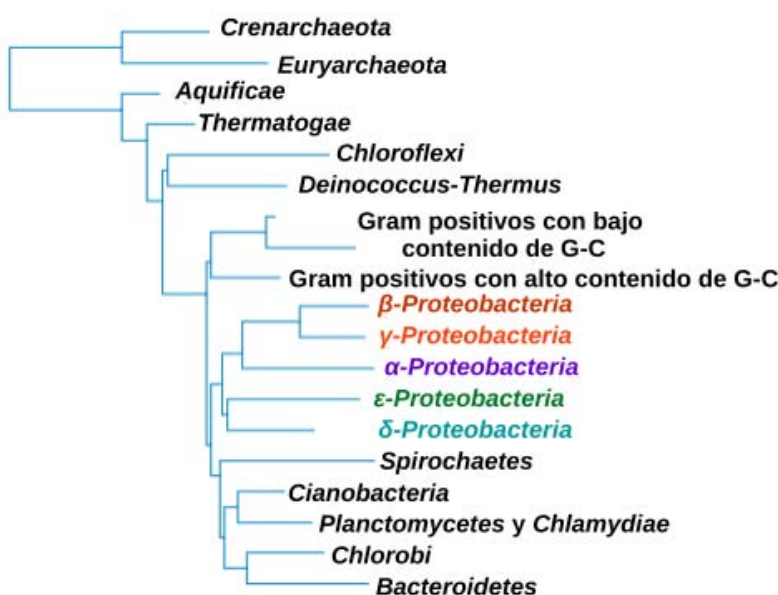 Crenarchaeota
Euryarchaeota
Aquificae
Thermatogae
Chloroflexi
Deinococcus-Thermus
Gram positivos con bajo
contenido de G-C
Gram positivos con alto contenido de G-C
β-Proteobacteria
γ-Proteobacteria
α-Proteobacteria
ε-Proteobacteria
δ-Proteobacteria
Spirochaetes
Cianobacteria
Planctomycetes y Chlamydiae
Chlorobi
Bacteroidetes